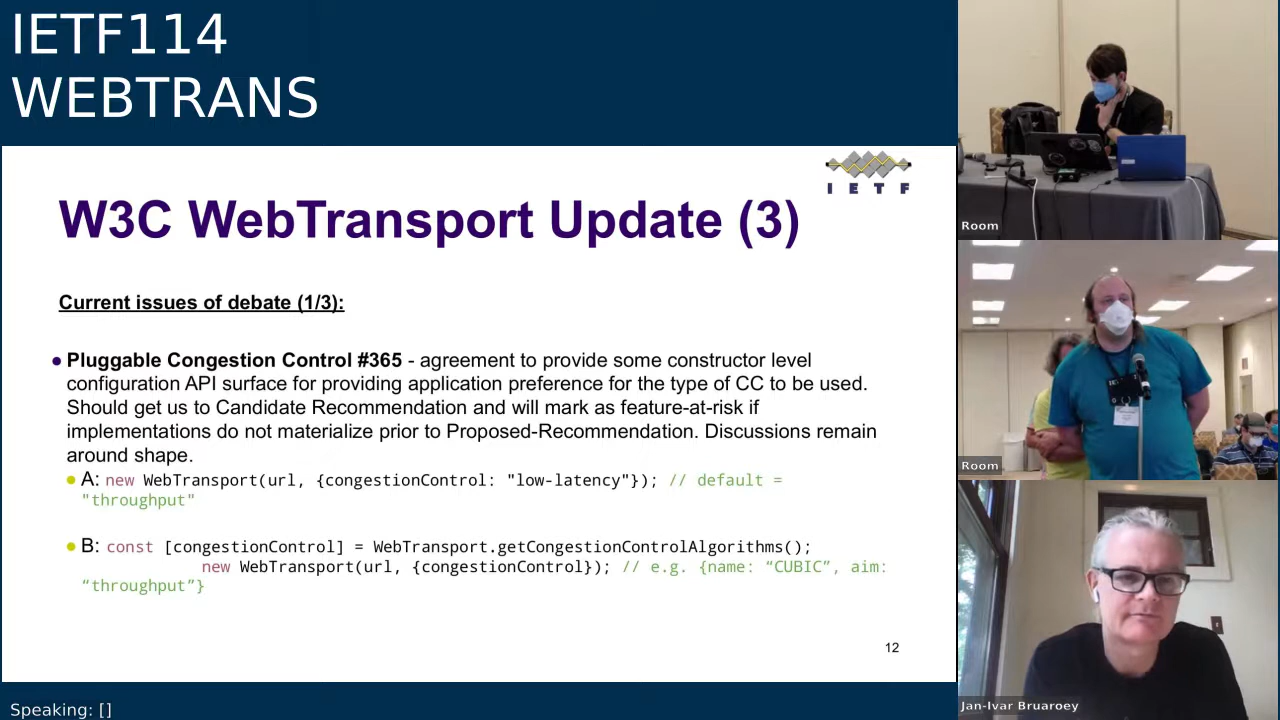 IETF114
WEBTRANS
I E T F
W3C WebTransport Update (3)
Current issues of debate (1/3):
● Pluggable Congestion Control #365 - agreement to provide some constructor level
configuration API surface for providing application preference for the type of CC to be used.
Should get us to Candidate Recommendation and will mark as feature-at-risk if
implementations do not materialize prior to Proposed-Recommendation. Discussions remain
around shape.
● A: new WebTransport(url, {congestionControl: "low-latency"}); // default =
"throughput"
● B: const [congestionControl] = WebTransport.getCongestionControlAlgorithms();
new WebTransport(url, {congestionControl}); // e.g. {name: “CUBIC”, aim:
“throughput”}
12
Speaking: []
Room
Room
Jan-Ivar Bruaroey